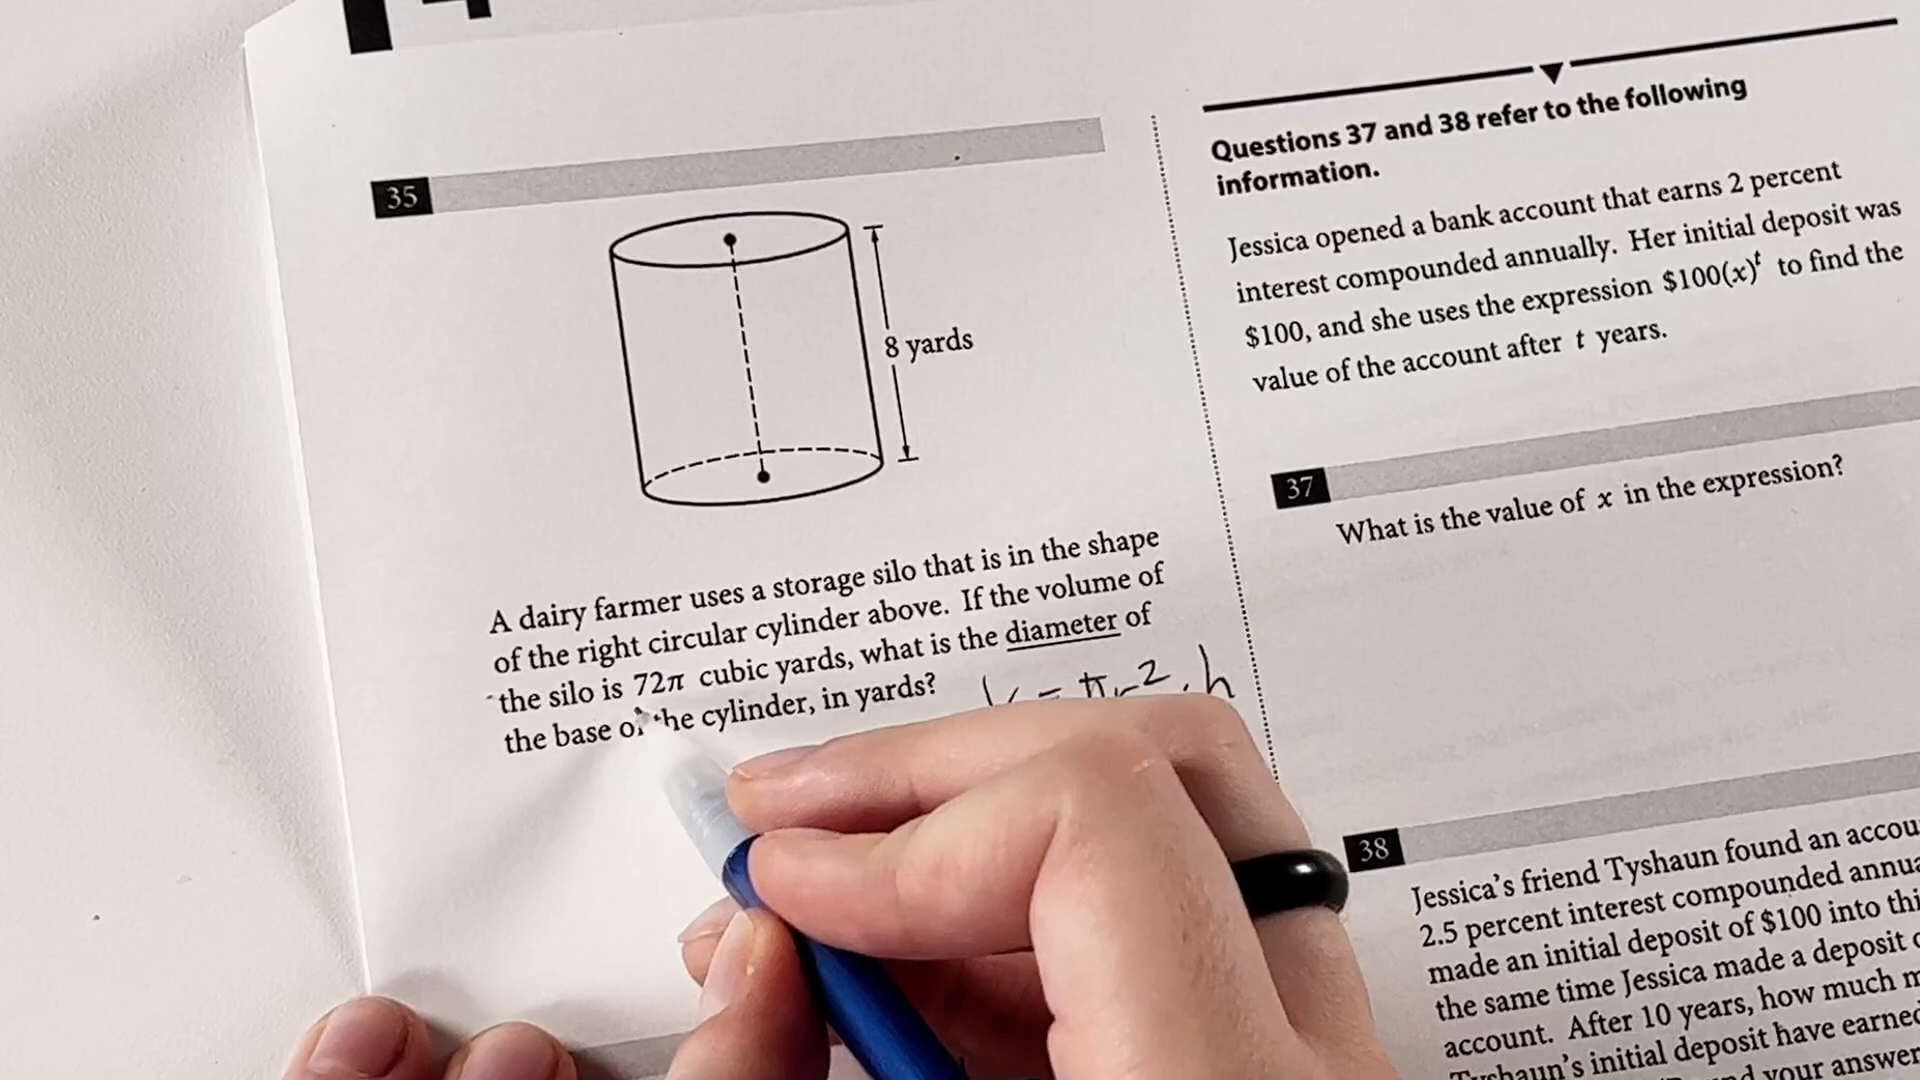 35
8 yards
A dairy farmer uses a storage silo that is in the shape
of the right circular cylinder above. If the volume of
the silo is 72π cubic yards, what is the diameter of
the base of the cylinder, in yards?
V = πr². h
Questions 37 and 38 refer to the following
information.
Jessica opened a bank account that earns 2 percent
interest compounded annually. Her initial deposit was
$100, and she uses the expression $100(x)ᵗ to find the
value of the account after t years.
37
What is the value of x in the expression?
38
Jessica's friend Tyshaun found an accou
2.5 percent interest compounded annua
made an initial deposit of $100 into thi
the same time Jessica made a deposit
account. After 10 years, how much m
Tyshaun's initial deposit have earned
your answer